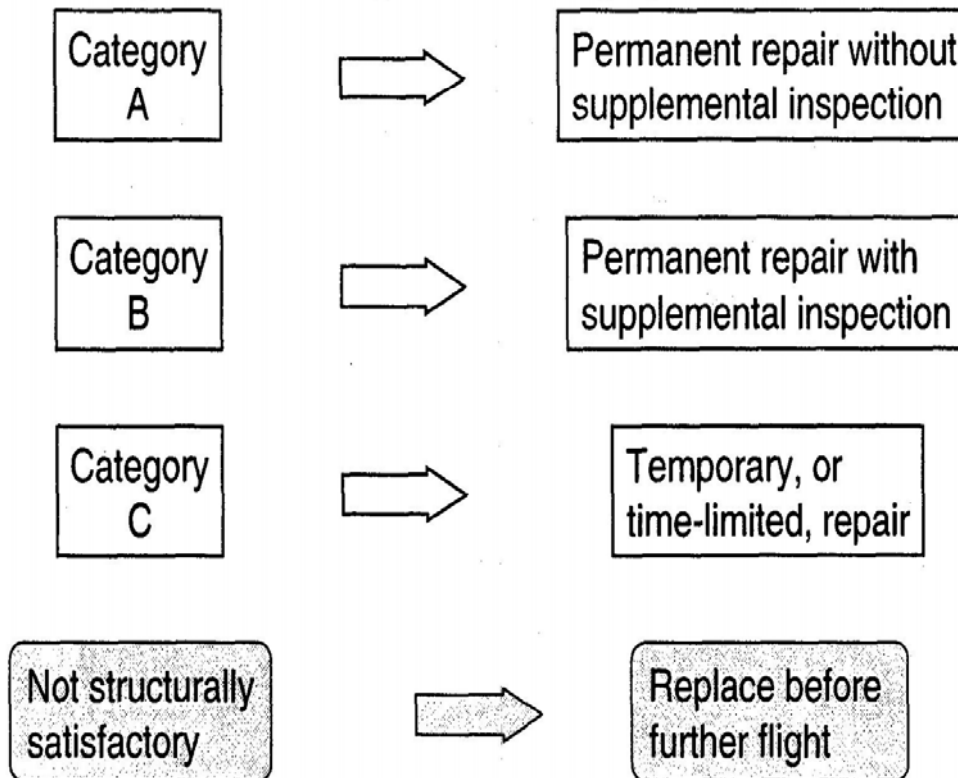 Category
A
Permanent repair without
supplemental inspection
Category
B
Permanent repair with
supplemental inspection
Category
C
Temporary, or
time-limited, repair
Not structurally
satisfactory
Replace before
further flight